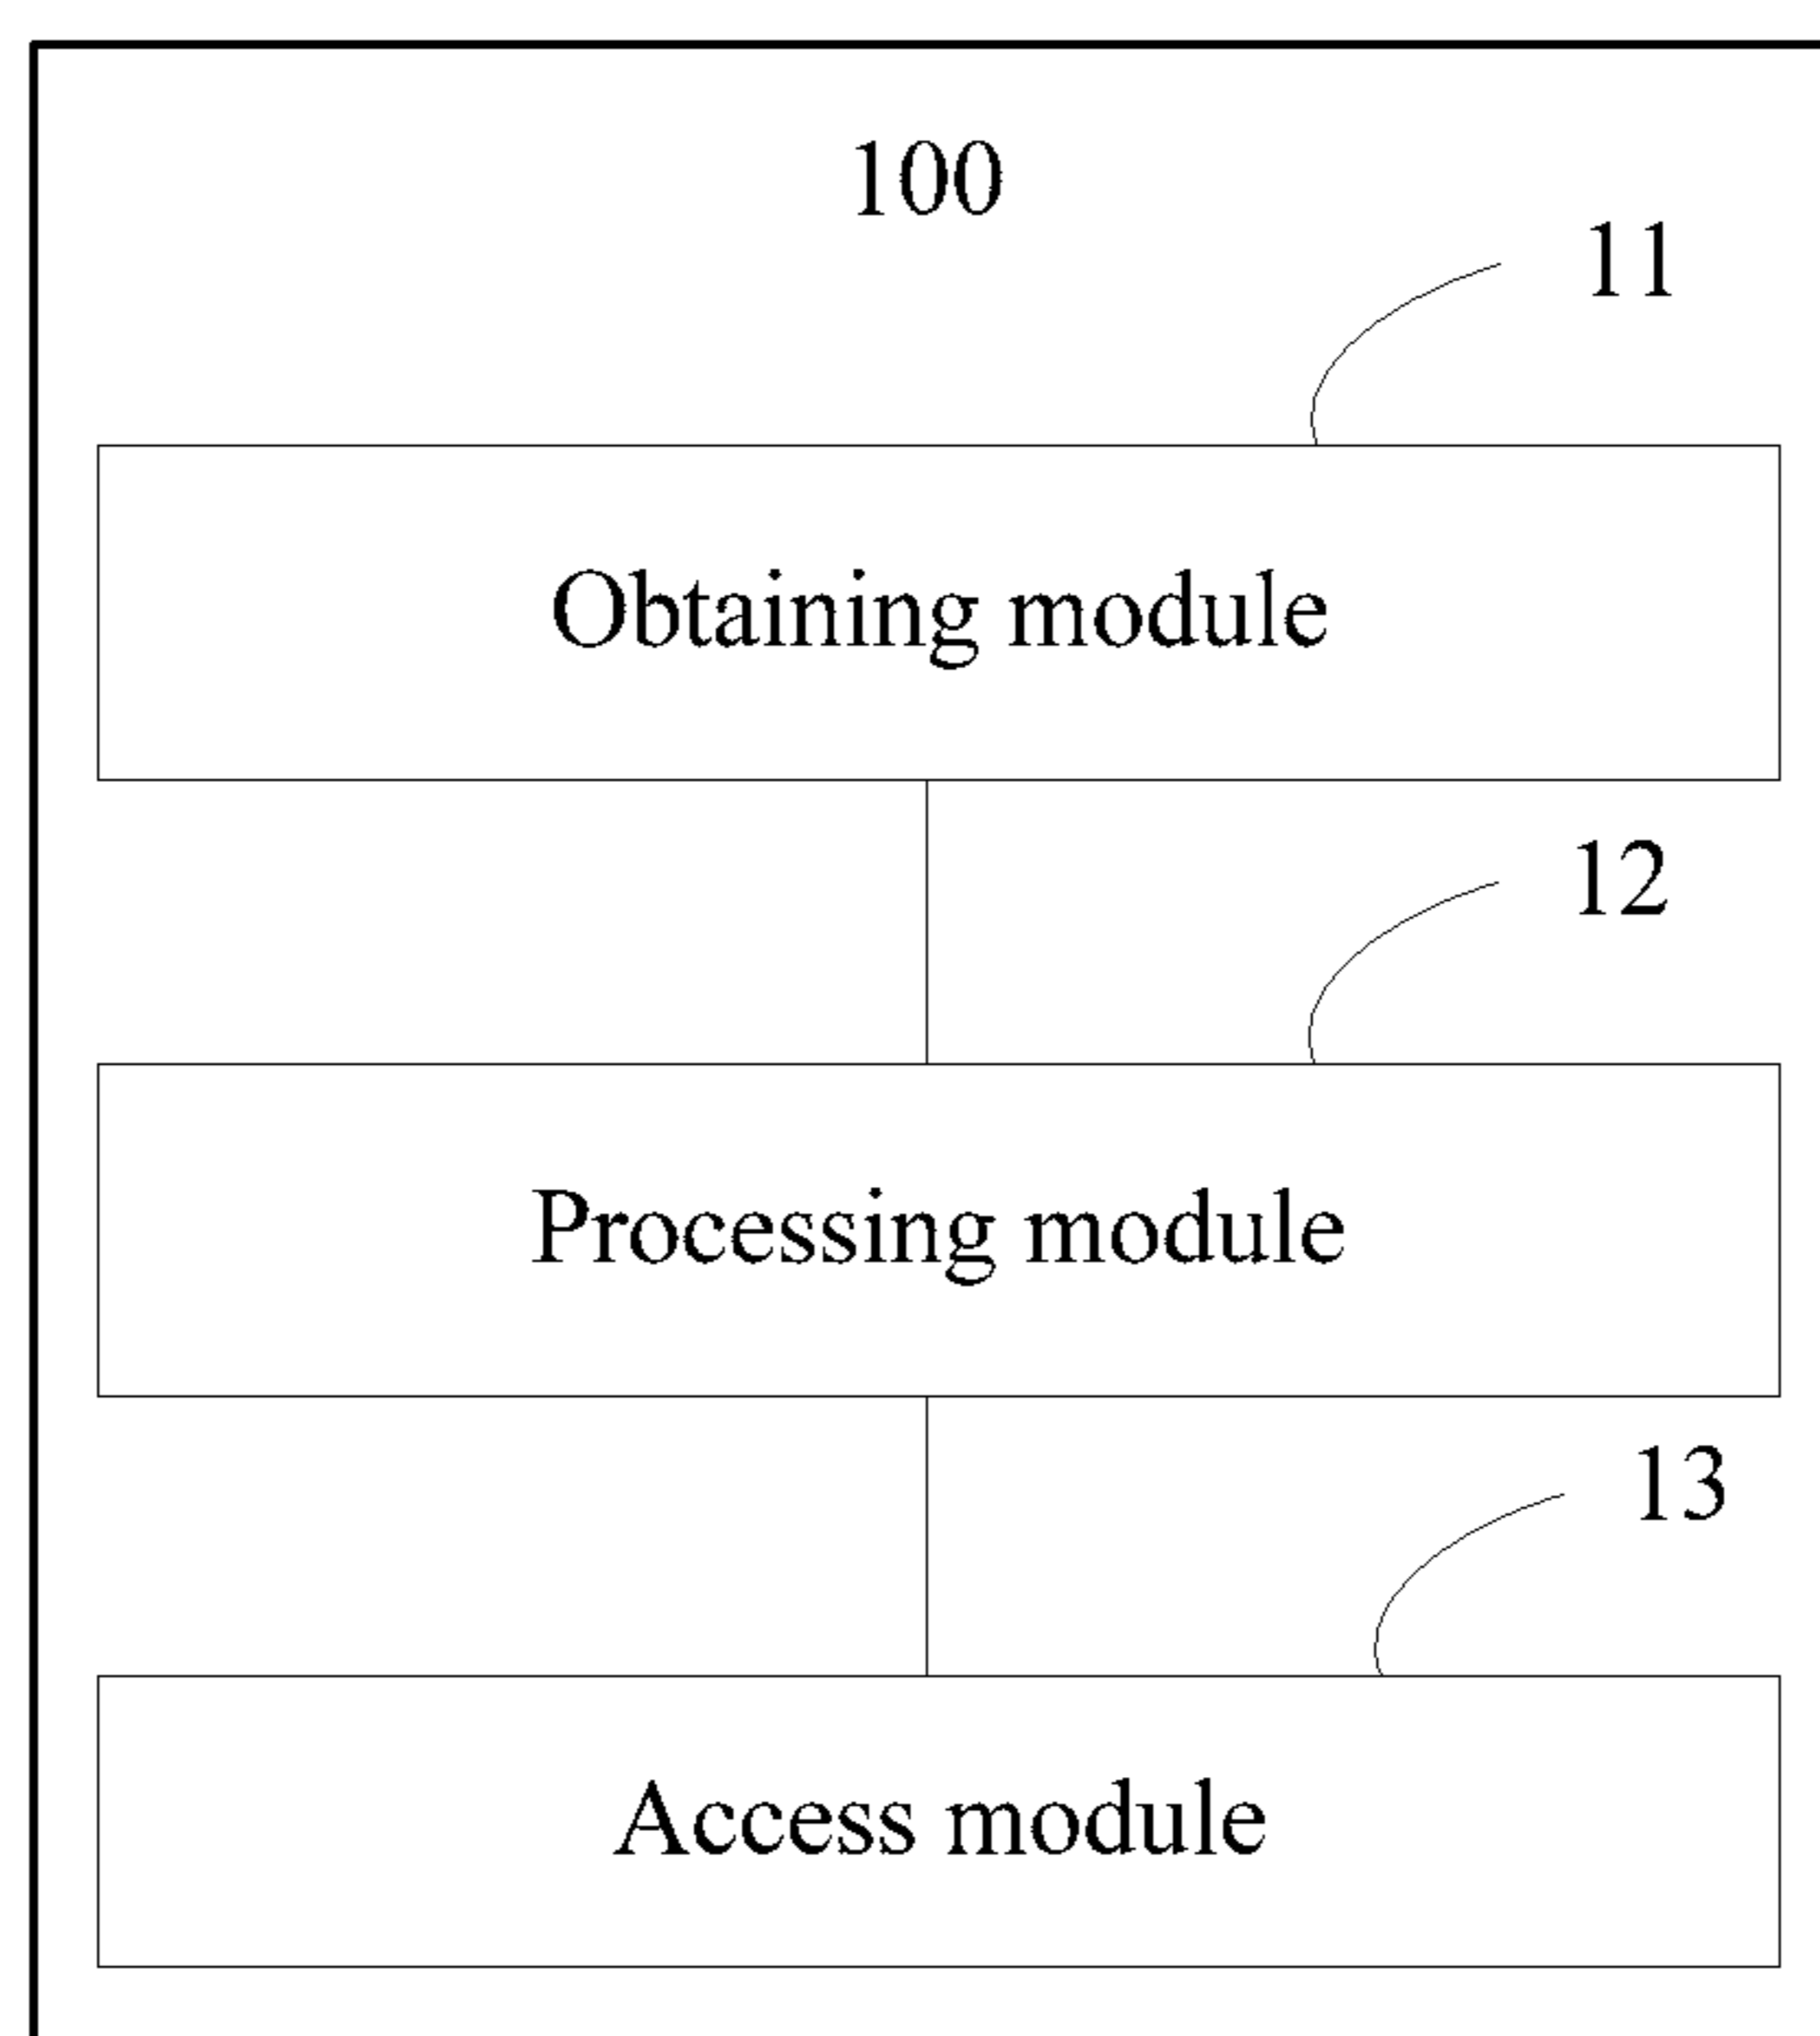 100
11
Obtaining module
12
Processing module
13
Access module